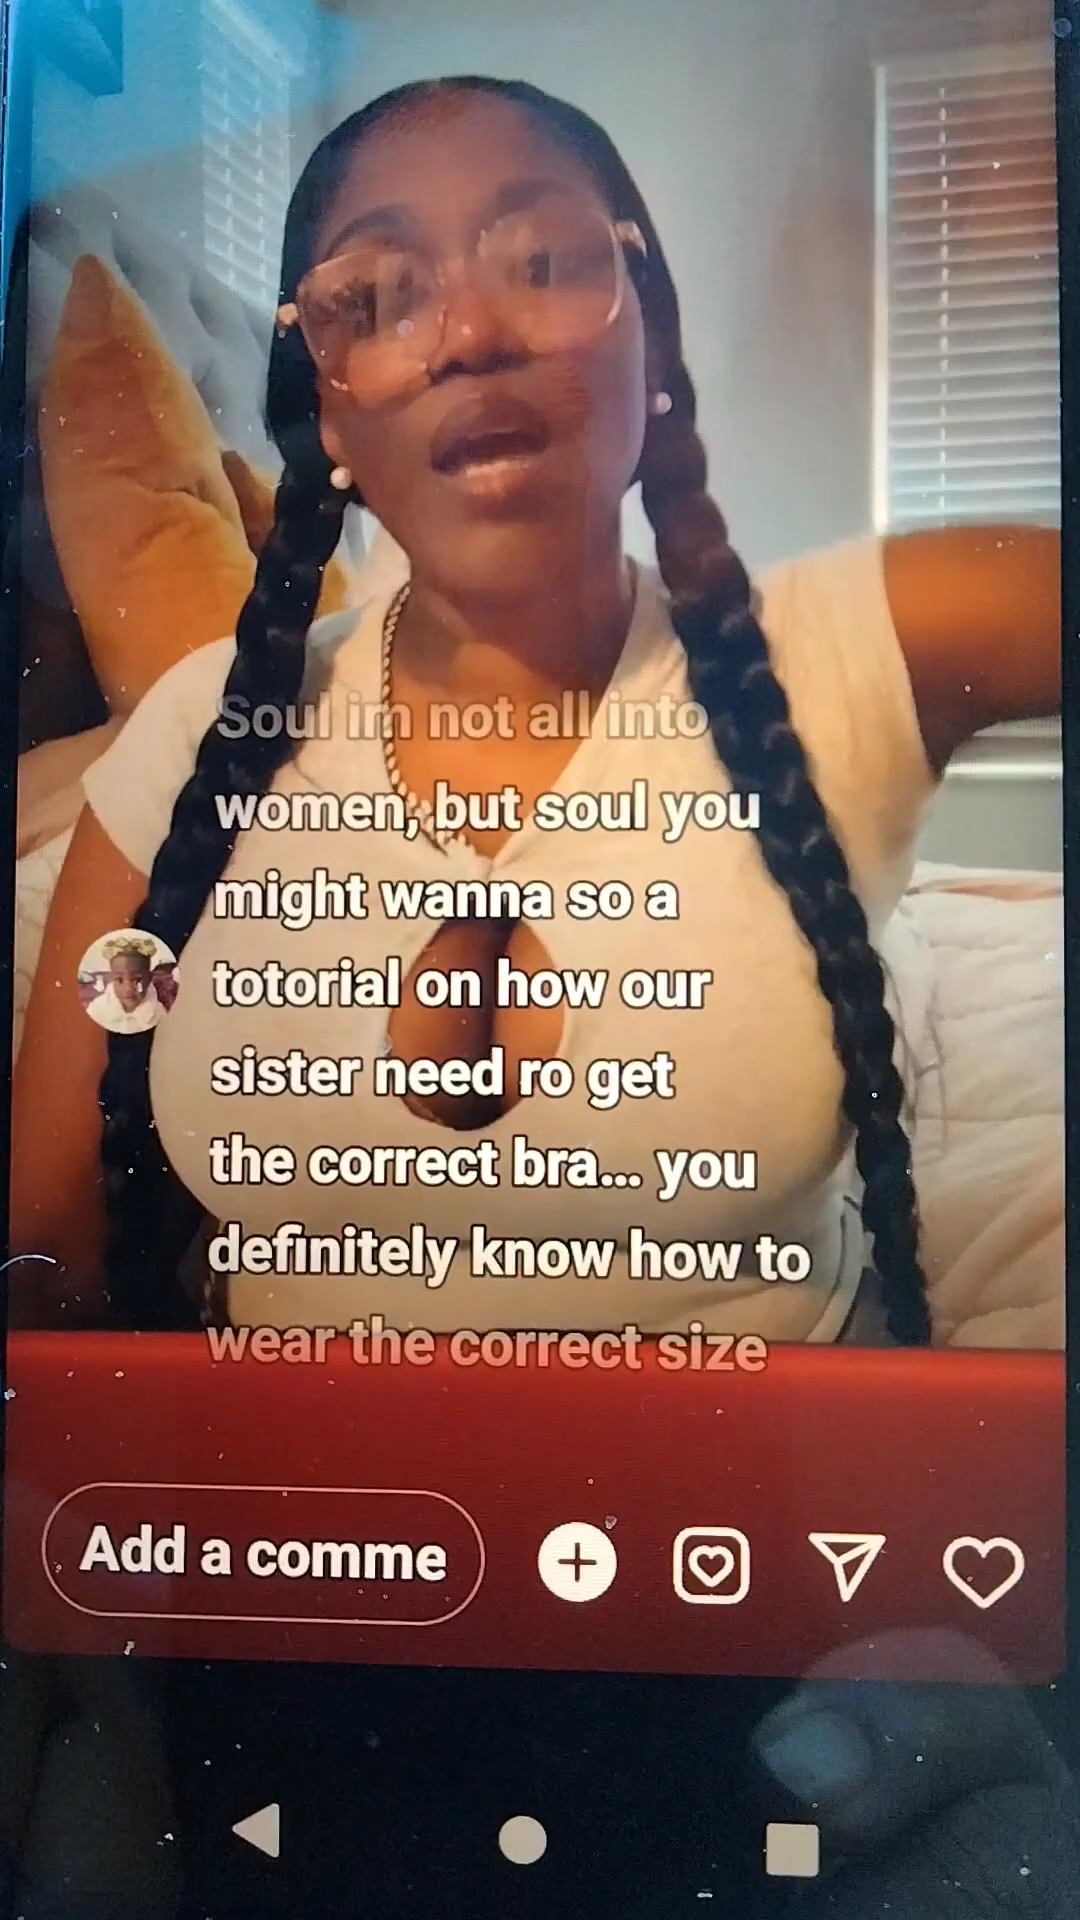 Soul im not all into
women, but soul you
might wanna so a
totorial on how our
sister need ro get
the correct bra... you
definitely know how to
wear the correct size
Add a comme